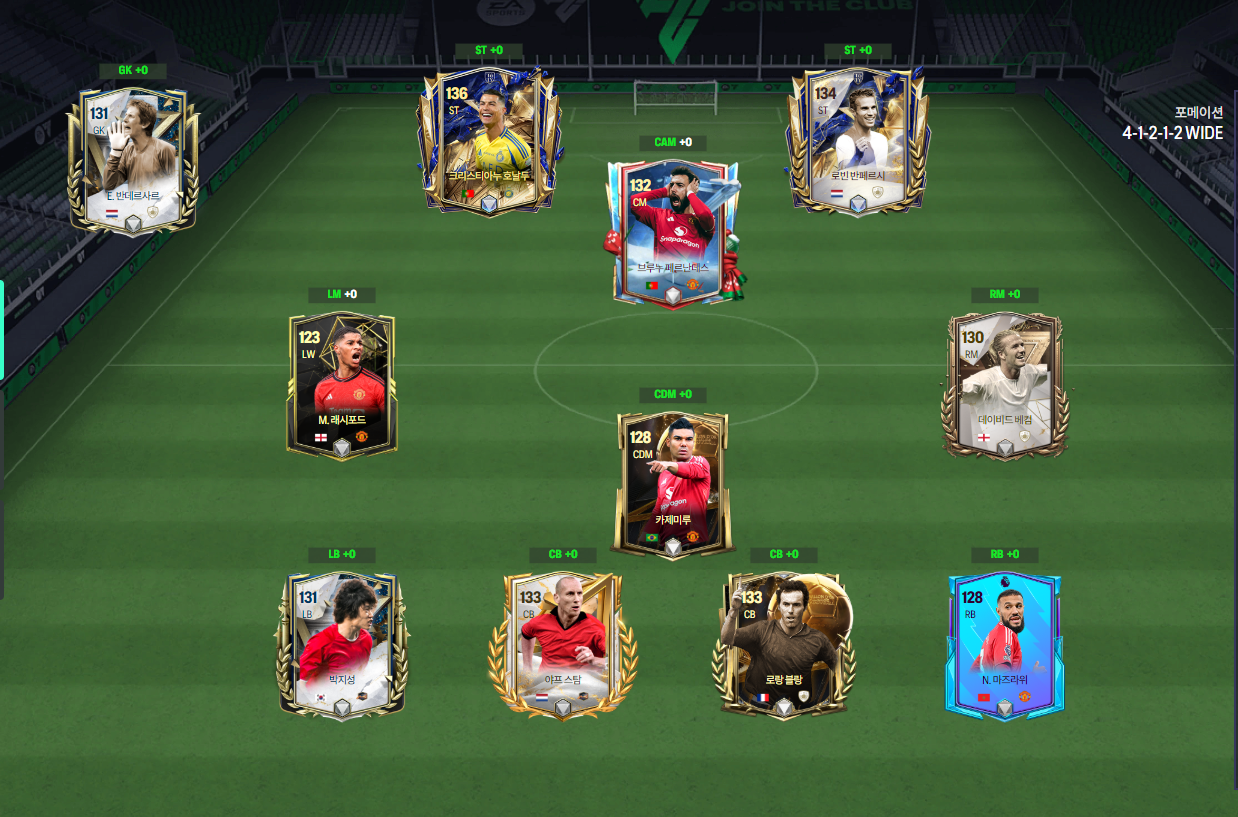 EA
SPORTS
JOIN THE CLUB
GK +0
131
GK
E. 반데르사르
ST +0
136
ST
크리스티아누 호날두
ST +0
134
ST
로빈 반페르시
포메이션
4-1-2-1-2 WIDE
CAM +0
132
CM
Snapdragon
브루누 페르난데스
LM +0
123
LW
M. 래시포드
RM +0
130
RM
데이비드 베컴
CDM +0
128
CDM
카제미루
LB +0
131
LB
박지성
CB +0
133
CB
야프 스탐
CB +0
133
CB
로랑 블랑
RB +0
128
RB
N. 마즈라위